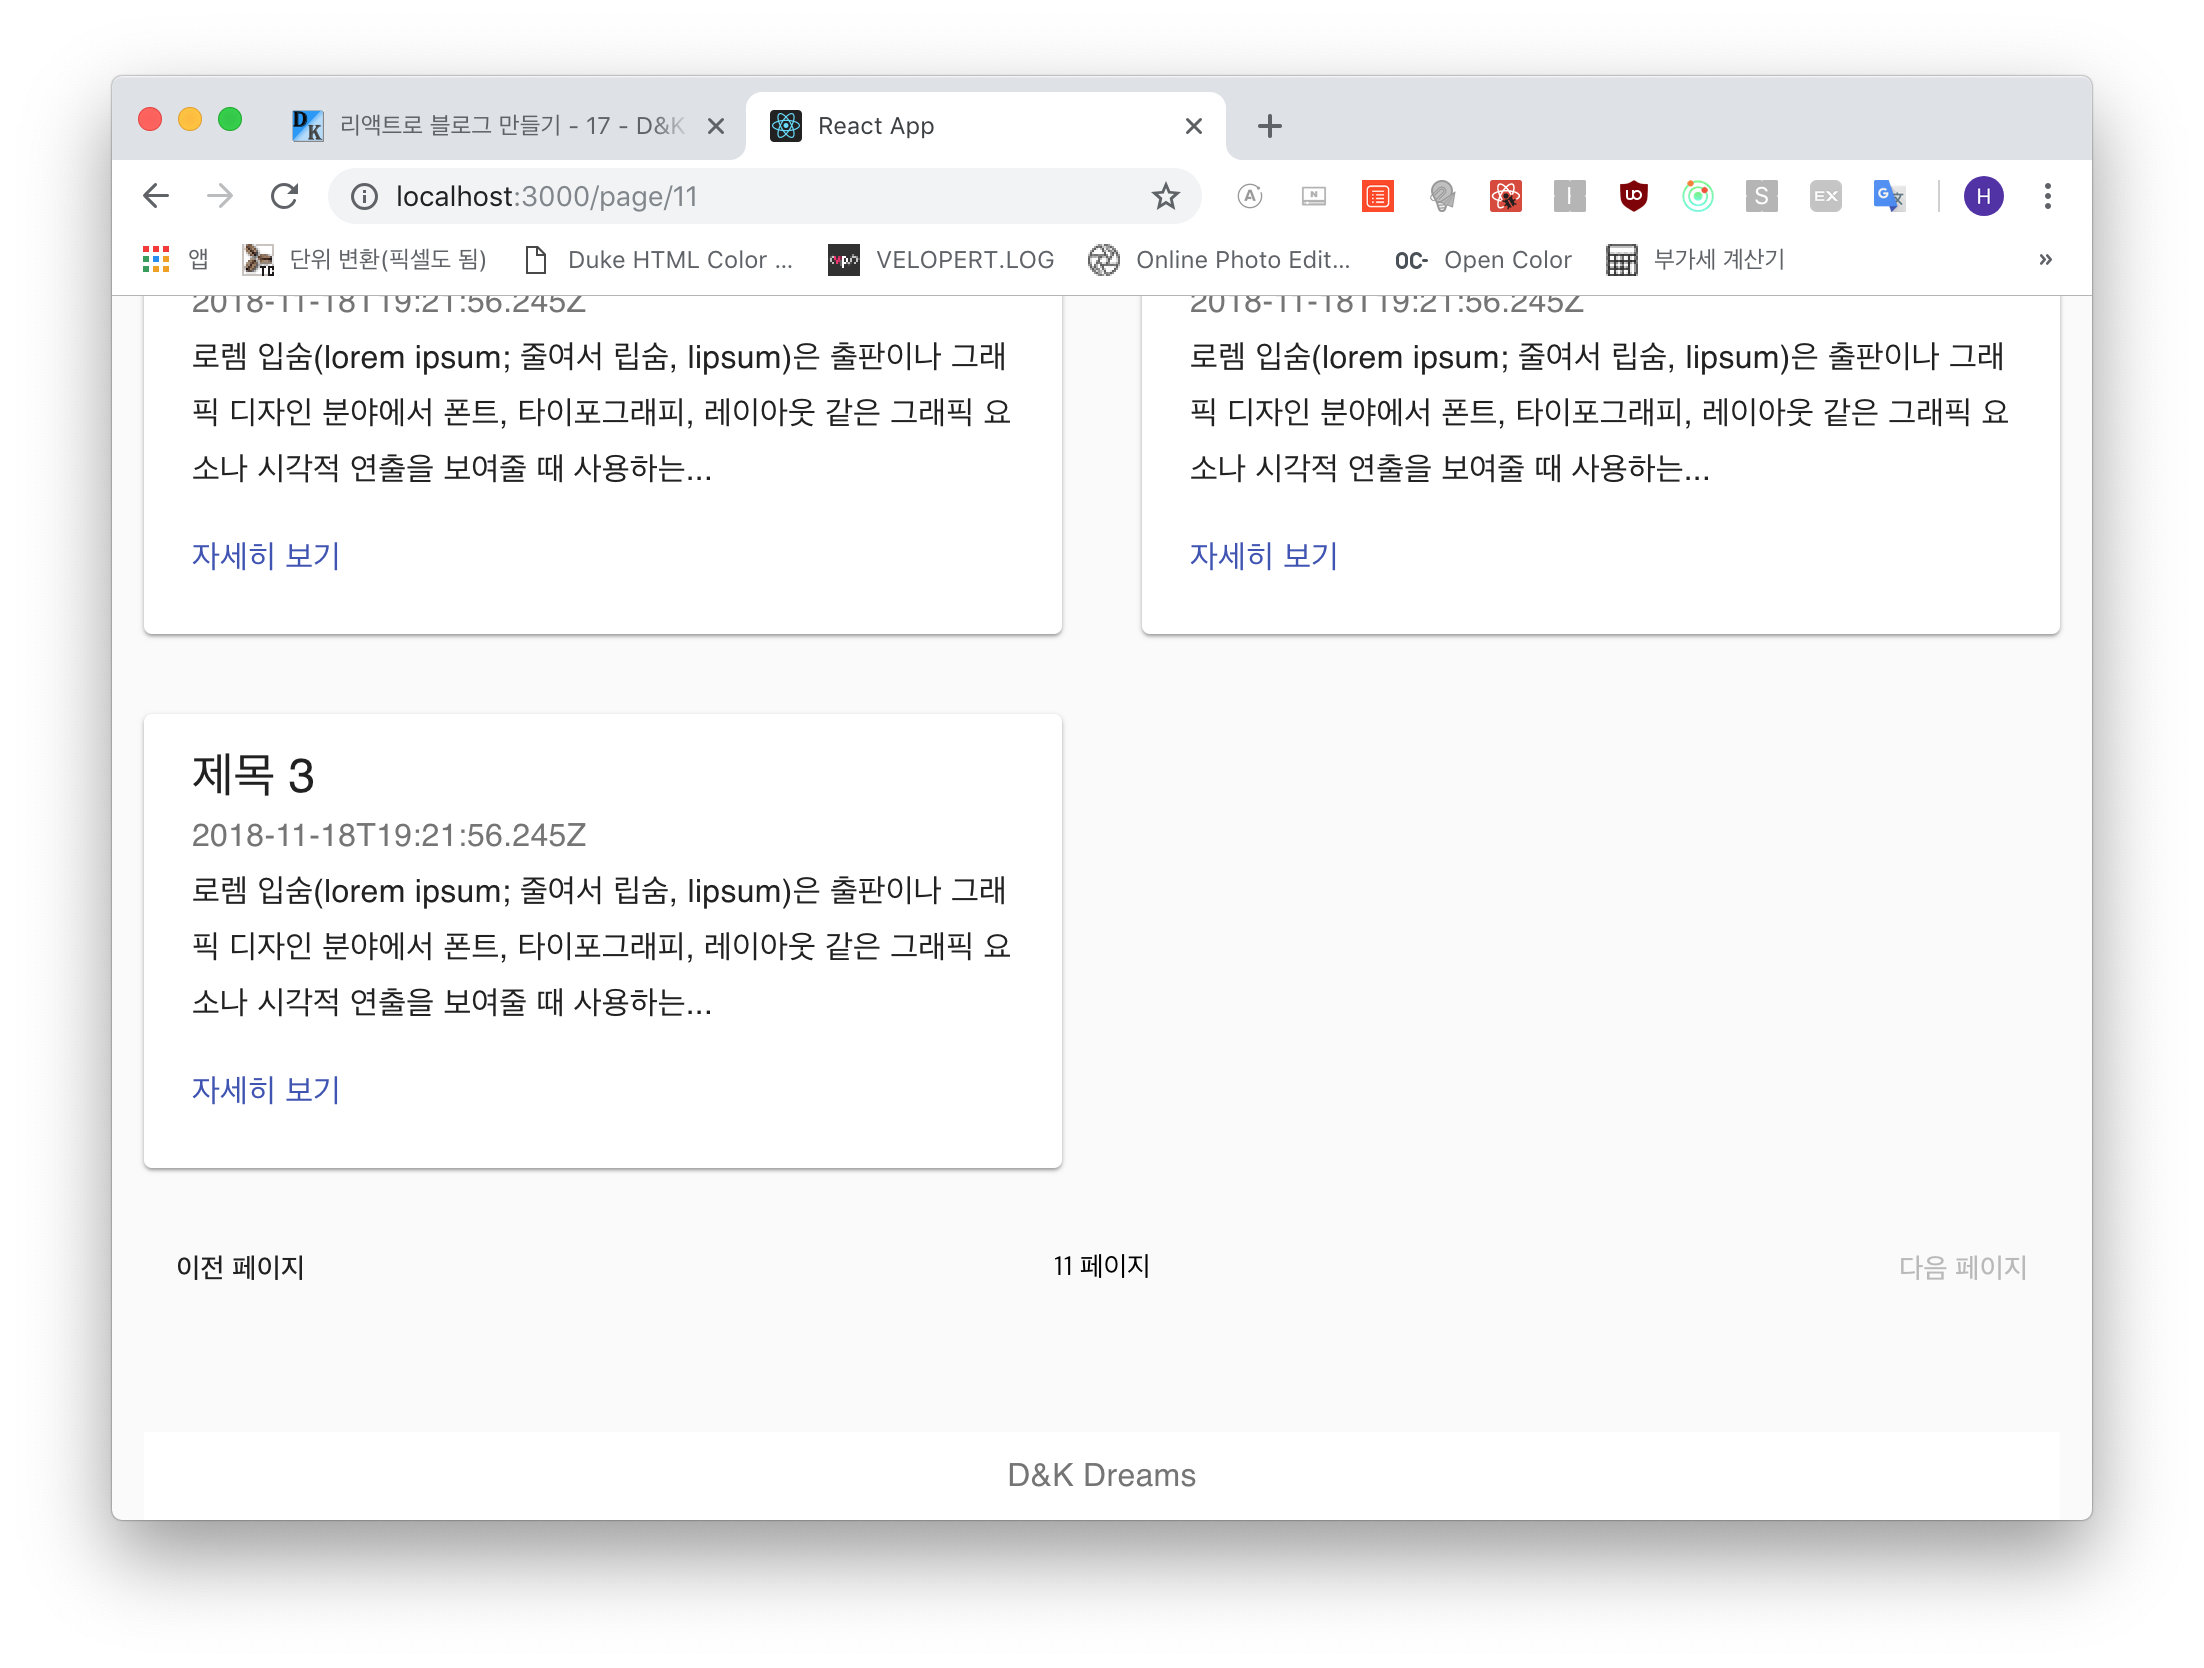 리액트로 블로그 만들기 - 17 - D&K
React App
localhost:3000/page/11
H
앱
단위 변환(픽셀도 됨)
Duke HTML Color ...
VELOPERT.LOG
Online Photo Edit...
OC- Open Color
부가세 계산기
»
2018-11-18T19:21:56.245Z
로렘 입숨(lorem ipsum; 줄여서 립숨, lipsum)은 출판이나 그래
픽 디자인 분야에서 폰트, 타이포그래피, 레이아웃 같은 그래픽 요
소나 시각적 연출을 보여줄 때 사용하는...
자세히 보기
2018-11-18T19:21:56.245Z
로렘 입숨(lorem ipsum; 줄여서 립숨, lipsum)은 출판이나 그래
픽 디자인 분야에서 폰트, 타이포그래피, 레이아웃 같은 그래픽 요
소나 시각적 연출을 보여줄 때 사용하는...
자세히 보기
제목 3
2018-11-18T19:21:56.245Z
로렘 입숨(lorem ipsum; 줄여서 립숨, lipsum)은 출판이나 그래
픽 디자인 분야에서 폰트, 타이포그래피, 레이아웃 같은 그래픽 요
소나 시각적 연출을 보여줄 때 사용하는...
자세히 보기
이전 페이지
11 페이지
다음 페이지
D&K Dreams